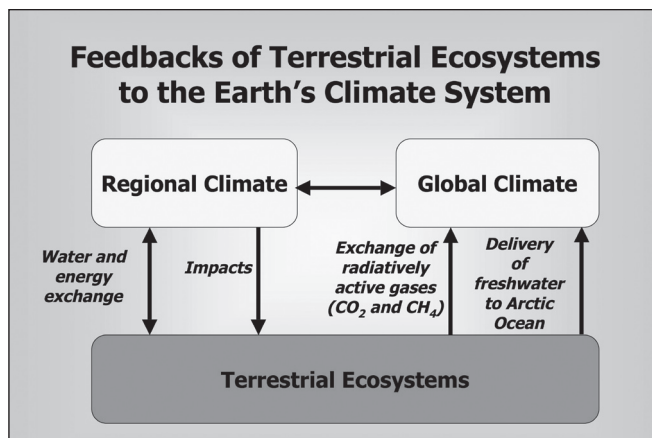 Feedbacks of Terrestrial Ecosystems
to the Earth's Climate System
Regional Climate
Global Climate
Water and
energy
exchange
Impacts
Exchange of
radiatively
active gases
(CO₂ and CH₄)
Delivery
of
freshwater
to Arctic
Ocean
Terrestrial Ecosystems